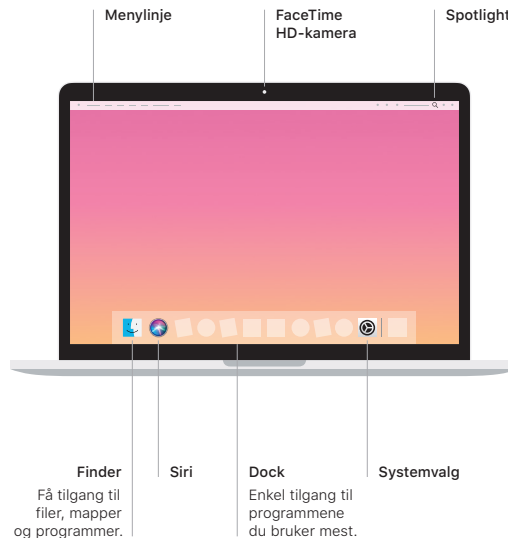 Menylinje
FaceTime
HD-kamera
Spotlight
Finder
Få tilgang til
filer, mapper
og programmer.
Siri
Dock
Enkel tilgang til
programmene
du bruker mest.
Systemvalg